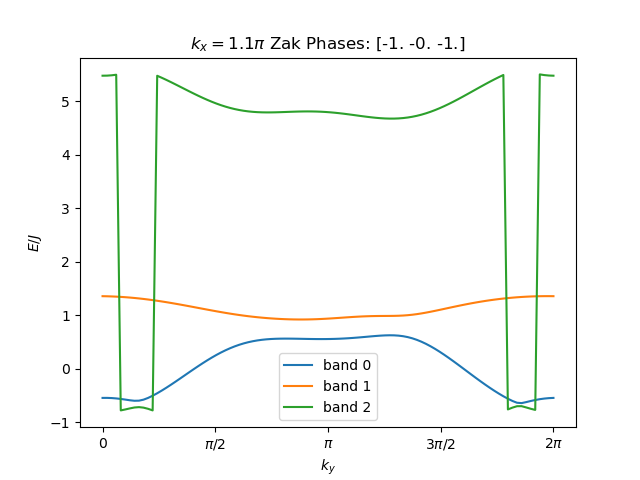 $k_x = 1.1\pi$ Zak Phases: [-1. -0. -1.]
E/J
5
4
3
2
1
0
−1
band 0
band 1
band 2
0
π/2
π
3π/2
2π
$k_y$